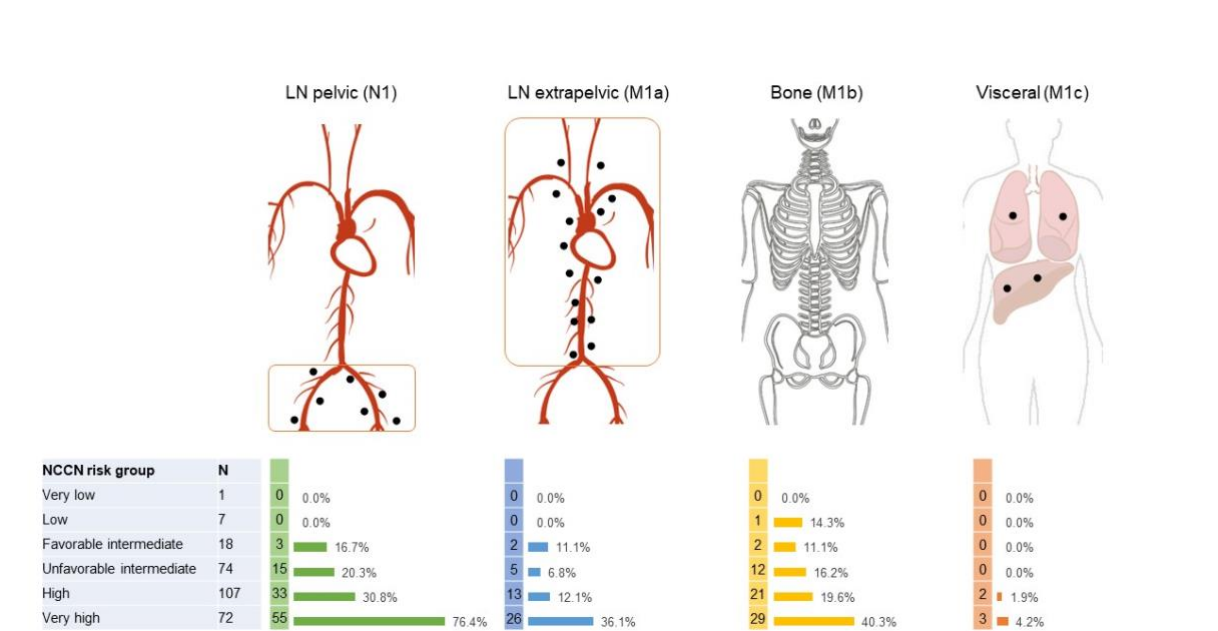 LN pelvic (N1) LN extrapelvic (M1a) Bone (M1b) Visceral (M1c)
NCCN risk group N
Very low 1 0 0.0% 0 0.0% 0 0.0% 0 0.0%
Low 7 0 0.0% 0 0.0% 1 14.3% 0 0.0%
Favorable intermediate 18 3 16.7% 2 11.1% 2 11.1% 0 0.0%
Unfavorable intermediate 74 15 20.3% 5 6.8% 12 16.2% 0 0.0%
High 107 33 30.8% 13 12.1% 21 19.6% 2 1.9%
Very high 72 55 76.4% 26 36.1% 29 40.3% 3 4.2%